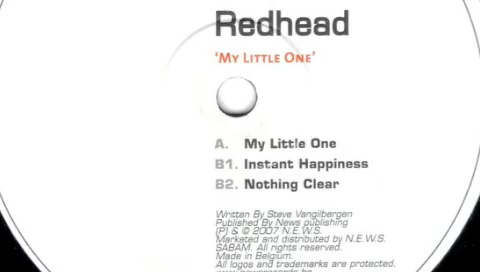 Redhead
'MY LITTLE ONE'
A. My Little One
B1. Instant Happiness
B2. Nothing Clear
Written By Steve Vangilbergen
Published By News publishing
(P) & © 2007 N.E.W.S.
Marketed and distributed by N.E.W.S.
SABAM. All rights reserved.
Made in Belgium.
All logos and trademarks are protected.